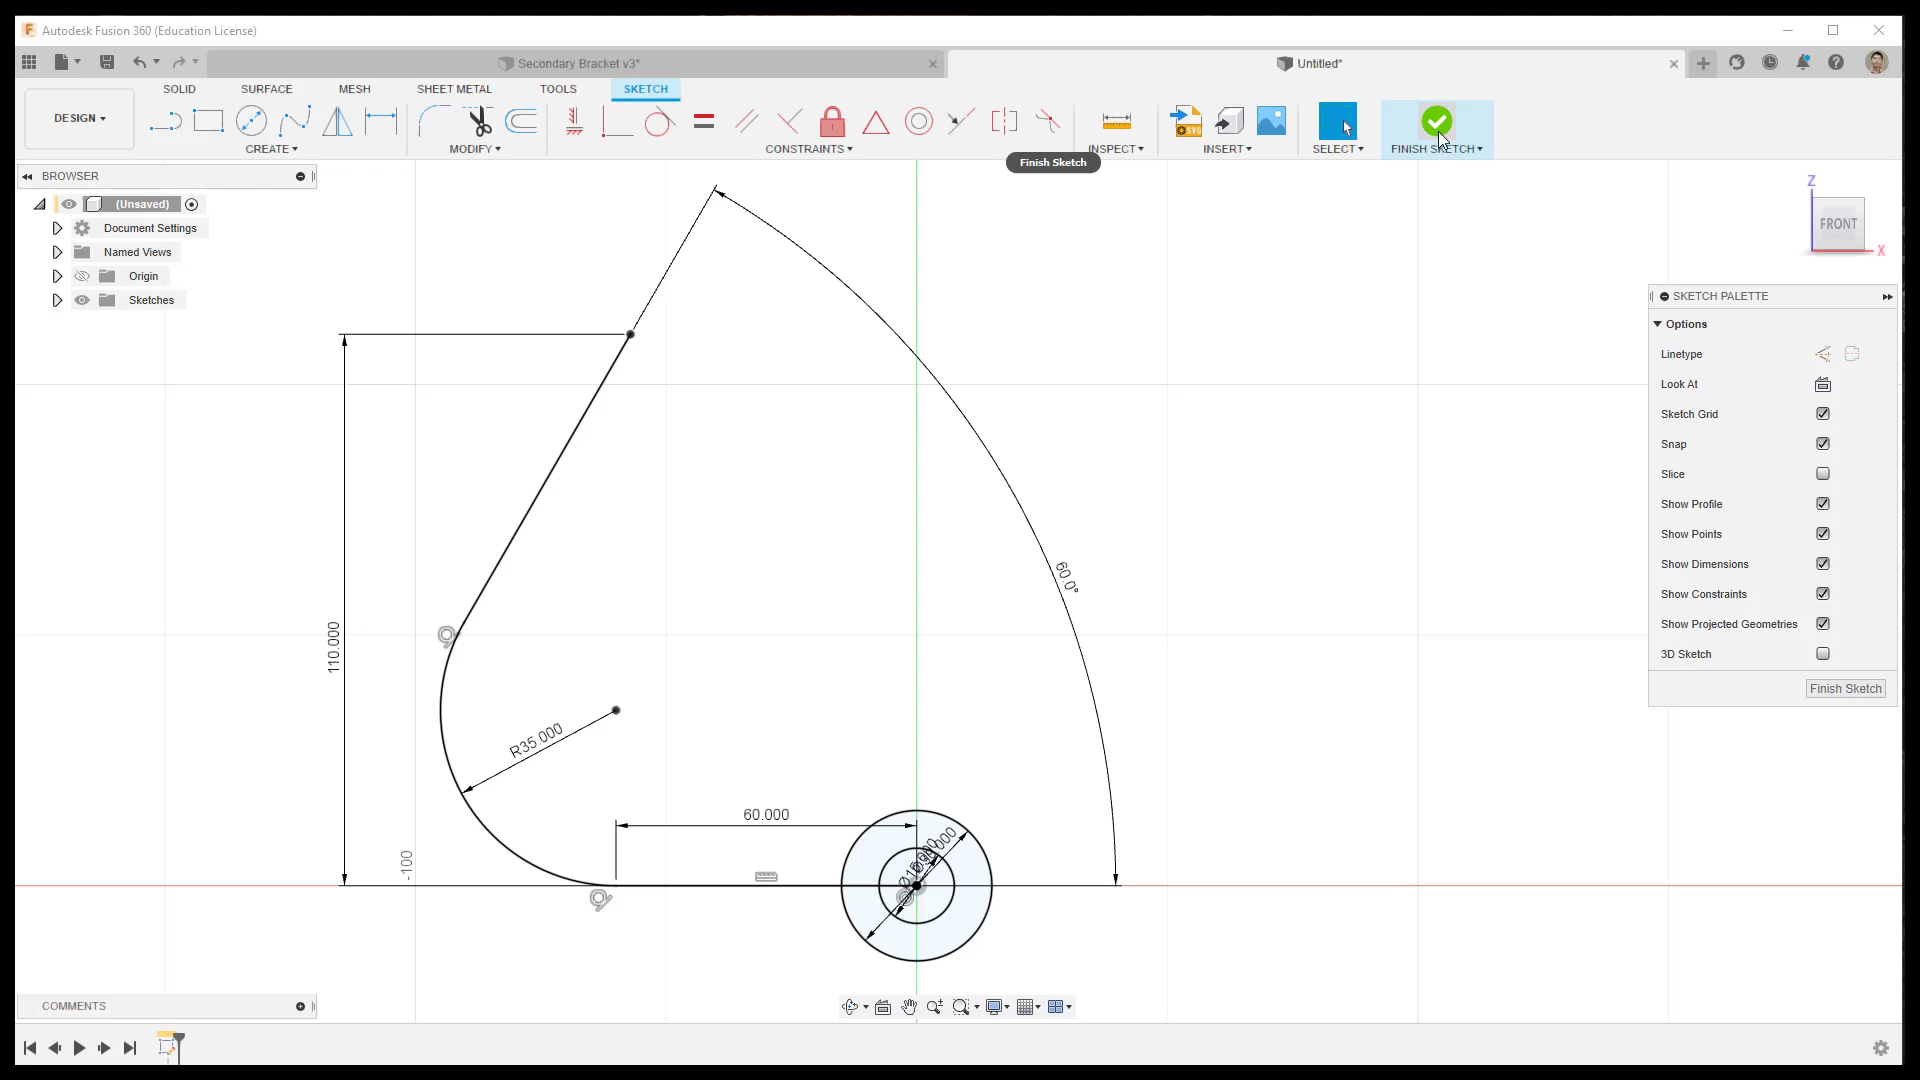 Autodesk Fusion 360 (Education License)
Secondary Bracket v3*
Untitled*
DESIGN
SOLID
SURFACE
MESH
SHEET METAL
TOOLS
SKETCH
CREATE
MODIFY
CONSTRAINTS
INSPECT
INSERT
SELECT
FINISH SKETCH
Finish Sketch
BROWSER
(Unsaved)
Document Settings
Named Views
Origin
Sketches
Z
FRONT
X
SKETCH PALETTE
Options
Linetype
Look At
Sketch Grid
Snap
Slice
Show Profile
Show Points
Show Dimensions
Show Constraints
Show Projected Geometries
3D Sketch
Finish Sketch
60.0°
110.000
R35.000
60.000
-100
COMMENTS